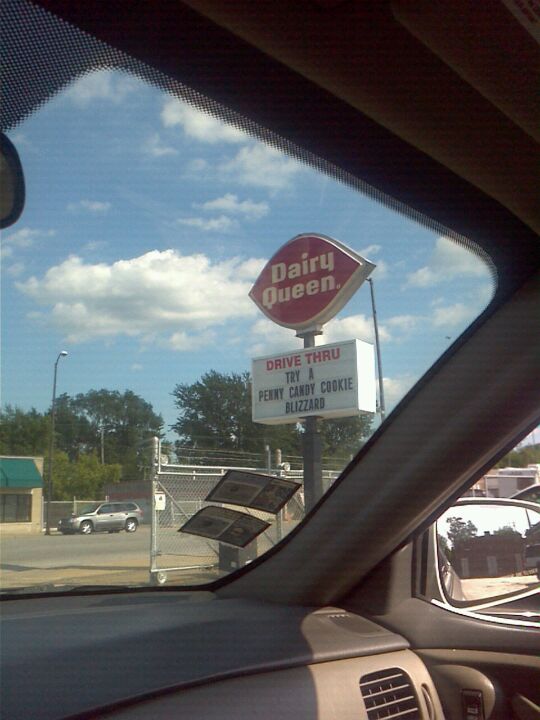 Dairy
Queen.
DRIVE THRU
TRY A
PENNY CANDY COOKIE
BLIZZARD